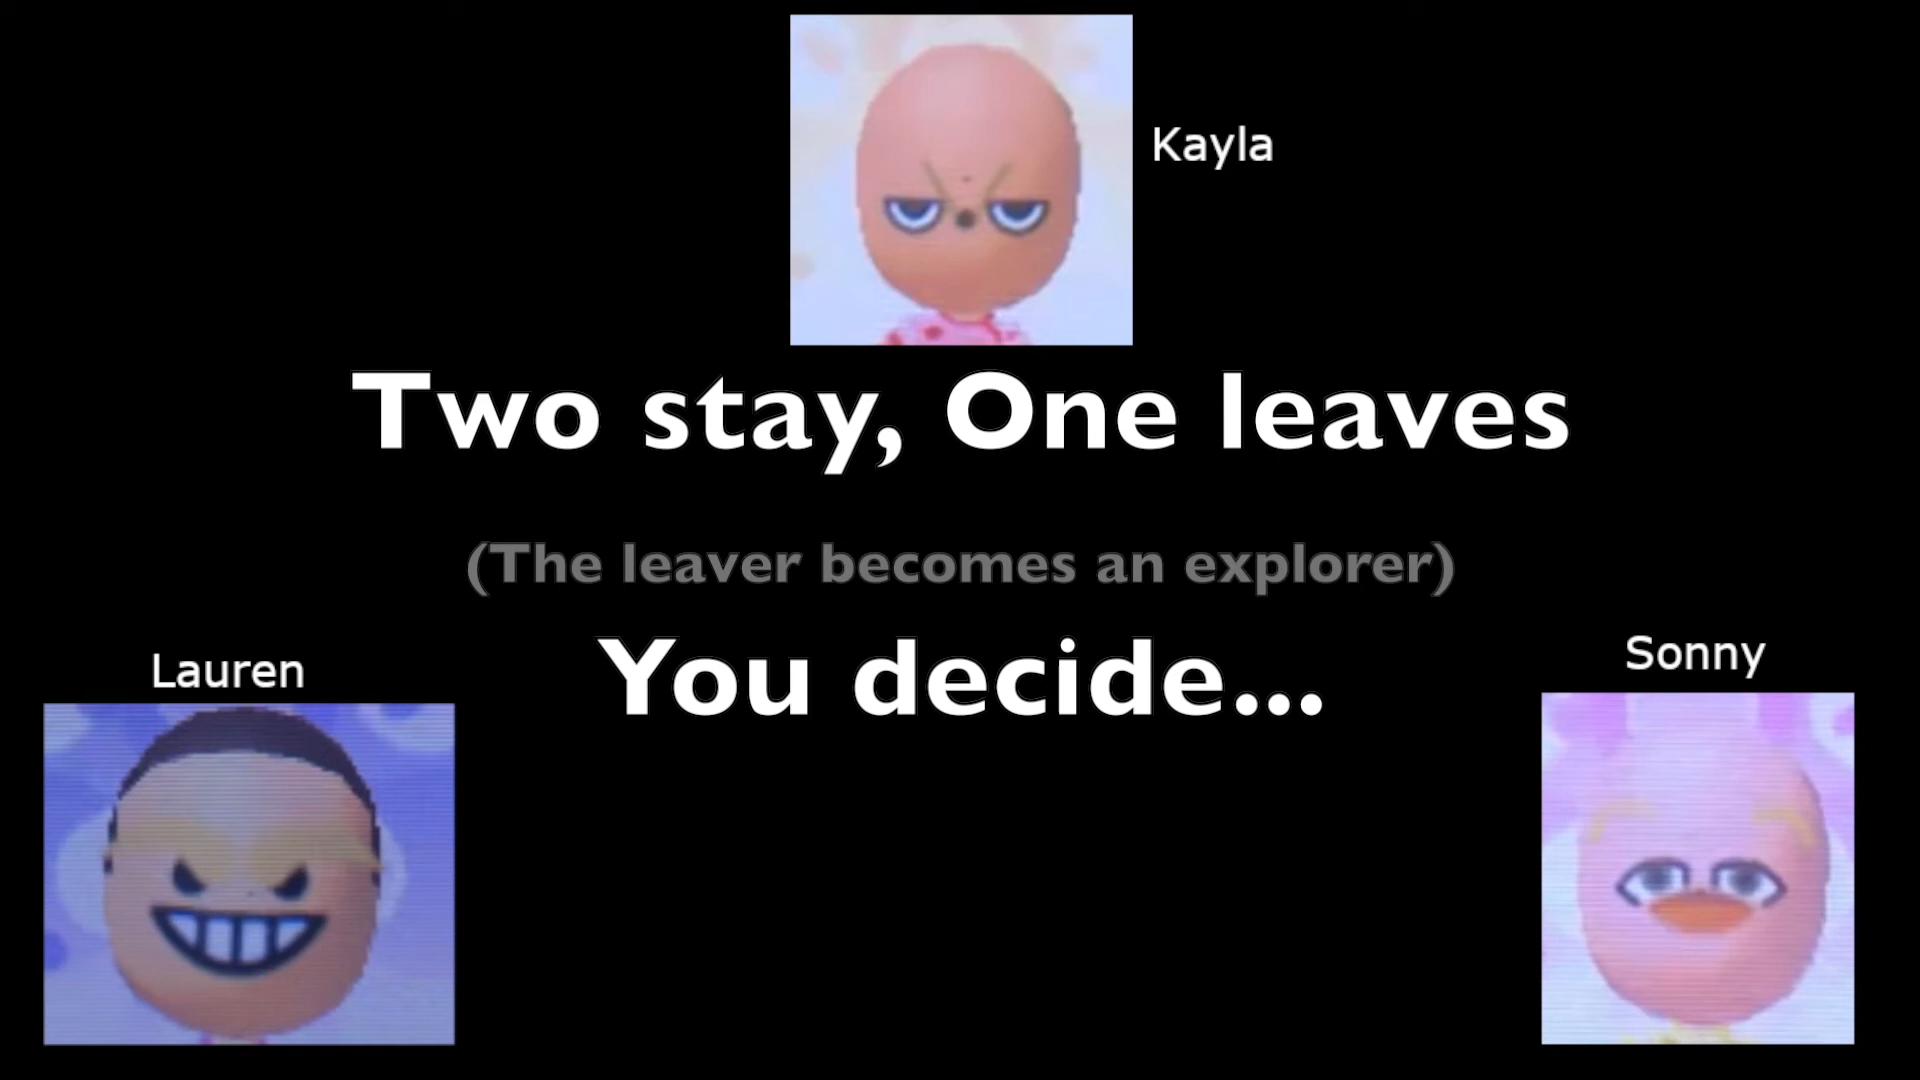 Kayla
Two stay, One leaves
(The leaver becomes an explorer)
You decide...
Lauren
Sonny